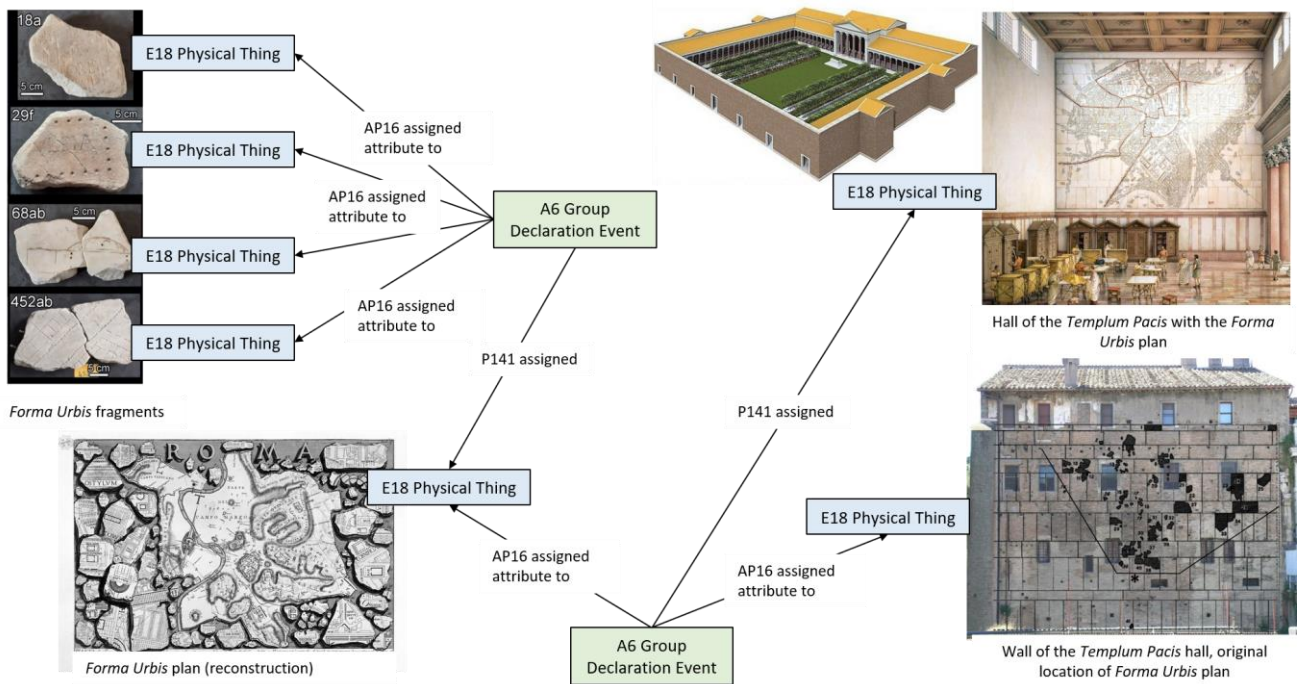 18a
5 cm
E18 Physical Thing
29f
5 cm
E18 Physical Thing
68ab
5 cm
E18 Physical Thing
452ab
5 cm
E18 Physical Thing
Forma Urbis fragments
AP16 assigned
attribute to
AP16 assigned
attribute to
AP16 assigned
attribute to
A6 Group
Declaration Event
P141 assigned
ROMA
E18 Physical Thing
Forma Urbis plan (reconstruction)
AP16 assigned
attribute to
A6 Group
Declaration Event
AP16 assigned
attribute to
P141 assigned
E18 Physical Thing
Hall of the Templum Pacis with the Forma
Urbis plan
E18 Physical Thing
Wall of the Templum Pacis hall, original
location of Forma Urbis plan